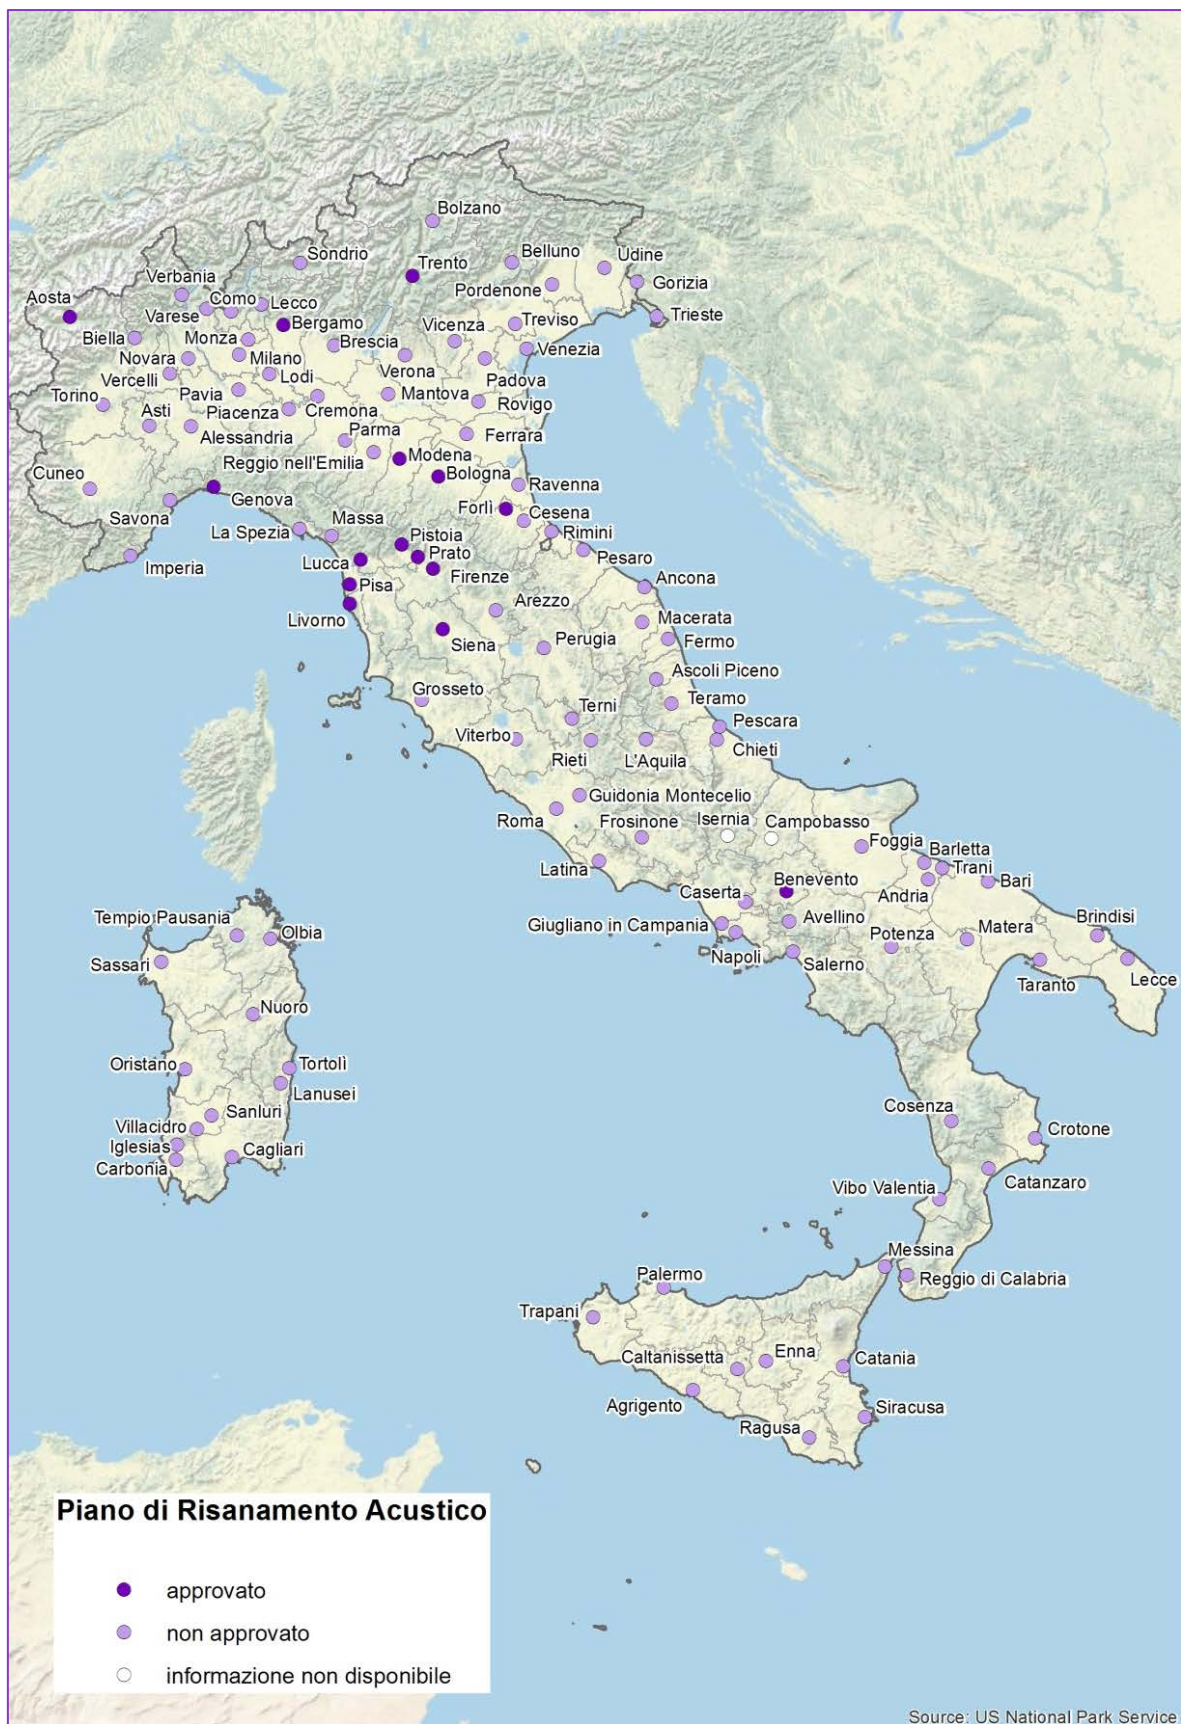 Bolzano
Sondrio
Belluno
Udine
Trento
Verbania
Pordenone
Gorizia
Aosta
Como
Lecco
Varese
Bergamo
Vicenza
Treviso
Trieste
Biella
Monza
Brescia
Venezia
Novara
Milano
Verona
Padova
Vercelli
Lodi
Torino
Pavia
Mantova
Rovigo
Asti
Piacenza
Cremona
Alessandria
Parma
Ferrara
Reggio nell'Emilia
Modena
Cuneo
Bologna
Ravenna
Genova
Savona
Massa
Forlì
Cesena
La Spezia
Pistoia
Rimini
Imperia
Lucca
Prato
Pesaro
Firenze
Pisa
Ancona
Livorno
Arezzo
Macerata
Siena
Perugia
Fermo
Ascoli Piceno
Grosseto
Terni
Teramo
Viterbo
Pescara
Rieti
L'Aquila
Chieti
Guidonia Montecelio
Roma
Frosinone
Isernia
Campobasso
Foggia
Latina
Barletta
Trani
Benevento
Bari
Caserta
Andria
Tempio Pausania
Olbia
Giugliano in Campania
Avellino
Brindisi
Potenza
Matera
Sassari
Napoli
Salerno
Taranto
Lecce
Nuoro
Oristano
Tortolì
Lanusei
Sanluri
Villacidro
Cosenza
Iglesias
Cagliari
Crotone
Carbonia
Catanzaro
Vibo Valentia
Messina
Palermo
Reggio di Calabria
Trapani
Caltanissetta
Enna
Catania
Agrigento
Siracusa
Ragusa
Piano di Risanamento Acustico
approvato
non approvato
informazione non disponibile
Source: US National Park Service